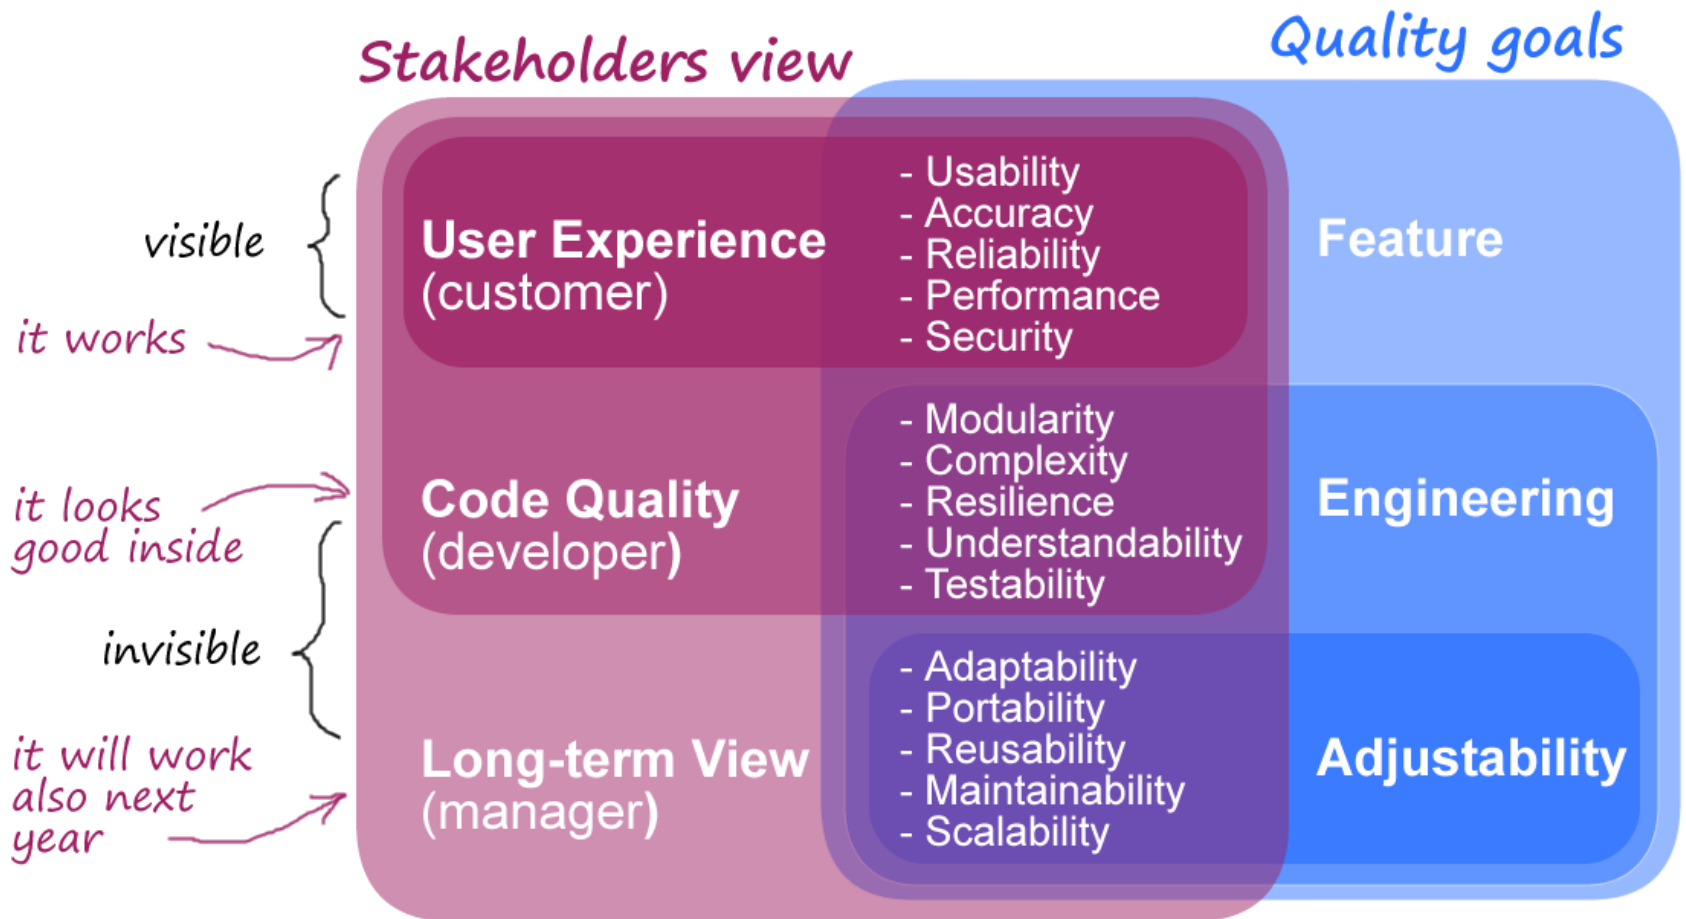 Stakeholders view
Quality goals
visible
it works
User Experience
(customer)
- Usability
- Accuracy
- Reliability
- Performance
- Security
Feature
it looks
good inside
Code Quality
(developer)
- Modularity
- Complexity
- Resilience
- Understandability
- Testability
Engineering
invisible
it will work
also next
year
Long-term View
(manager)
- Adaptability
- Portability
- Reusability
- Maintainability
- Scalability
Adjustability